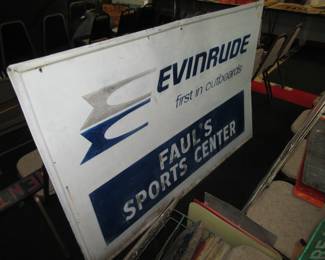 EVINRUDE
first in outboards
FAUL'S
SPORTS CENTER